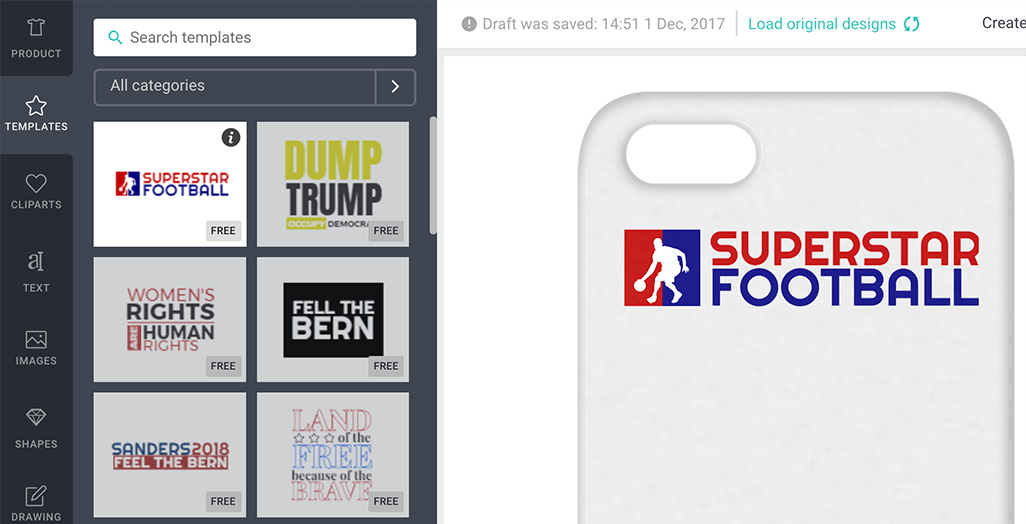 PRODUCT
TEMPLATES
CLIPARTS
TEXT
IMAGES
SHAPES
DRAWING
Search templates
All categories
SUPERSTAR
FOOTBALL
FREE
DUMP
TRUMP
OCCUPY DEMOCRA
FREE
WOMEN'S
RIGHTS
ARE HUMAN
RIGHTS
FREE
FELL THE
BERN
FREE
SANDERS2018
FEEL THE BERN
FREE
LAND
of the
FREE
because of the
BRAVE
FREE
Draft was saved: 14:51 1 Dec, 2017
Load original designs
Create
SUPERSTAR
FOOTBALL